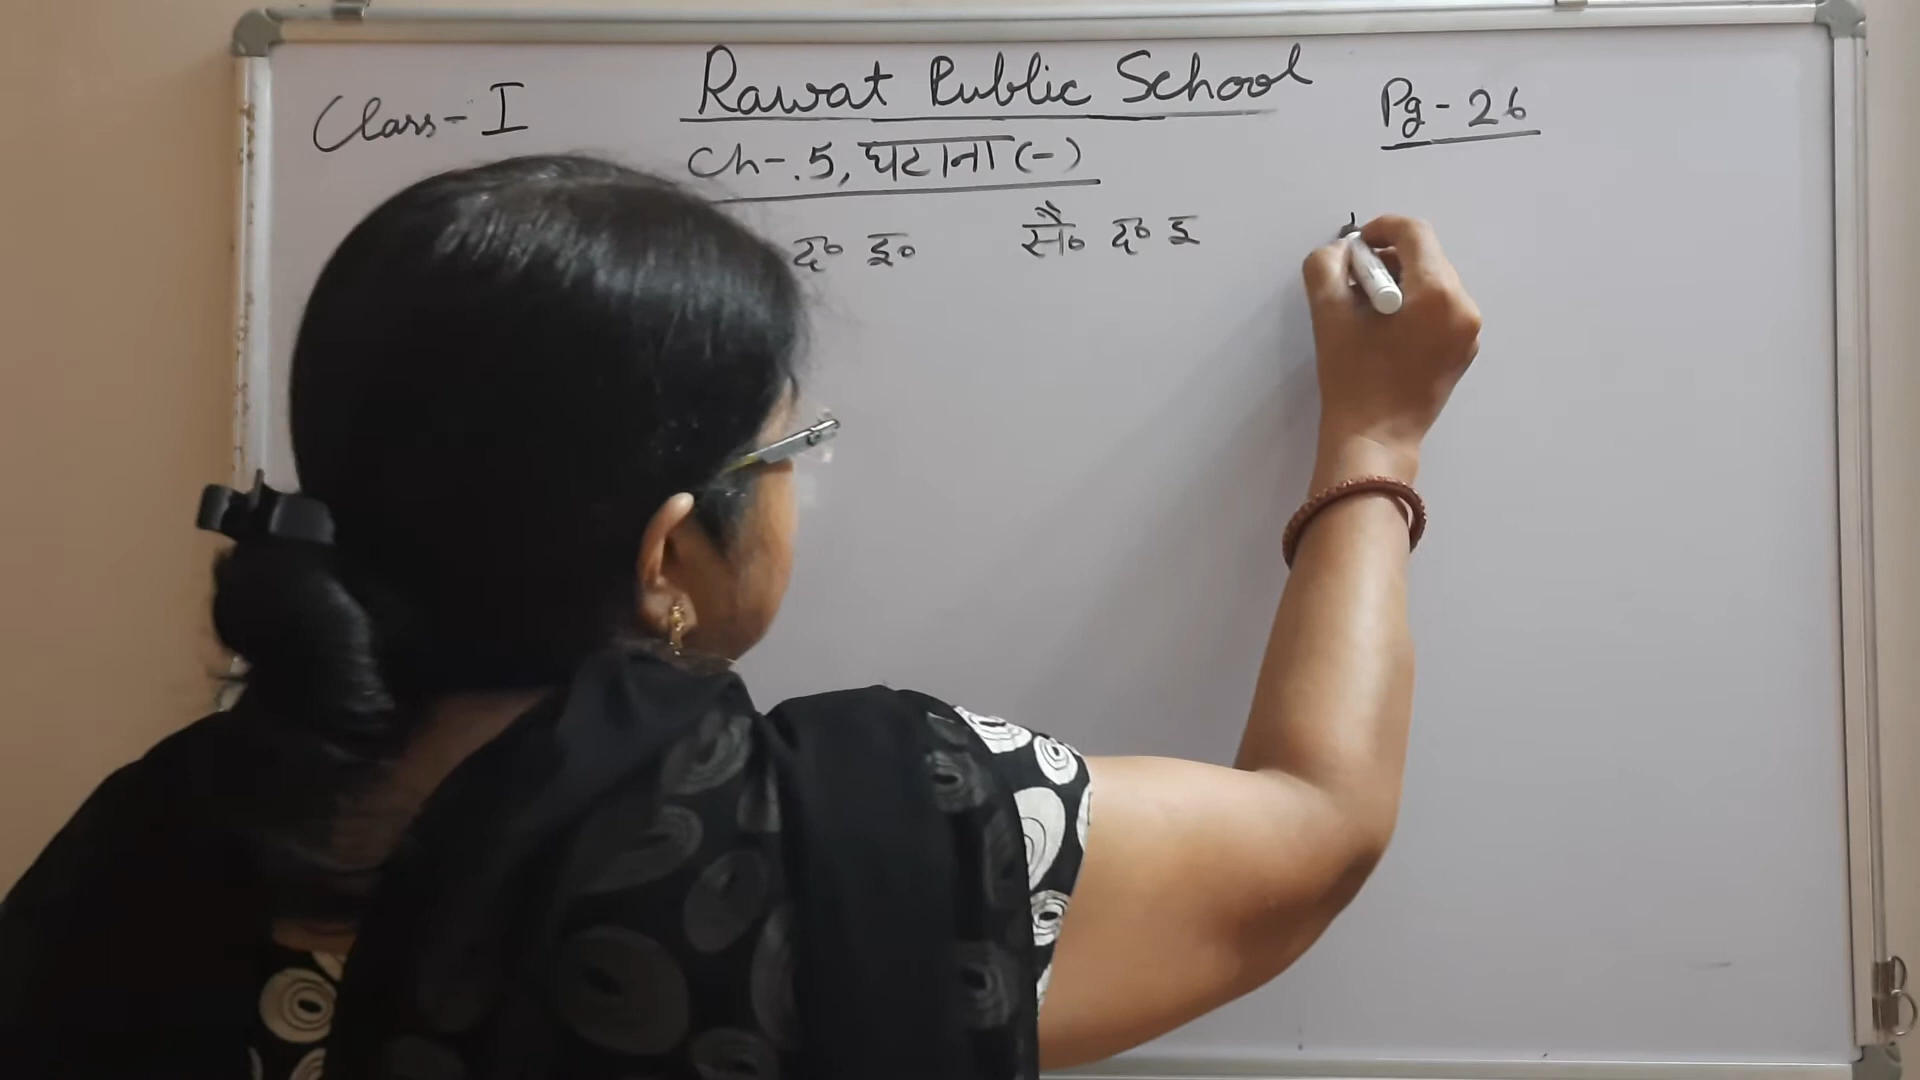 Rawat Public School
Class-I
Pg-26
Ch-.5, घटाना (-)
द० इ० सै० द० इ